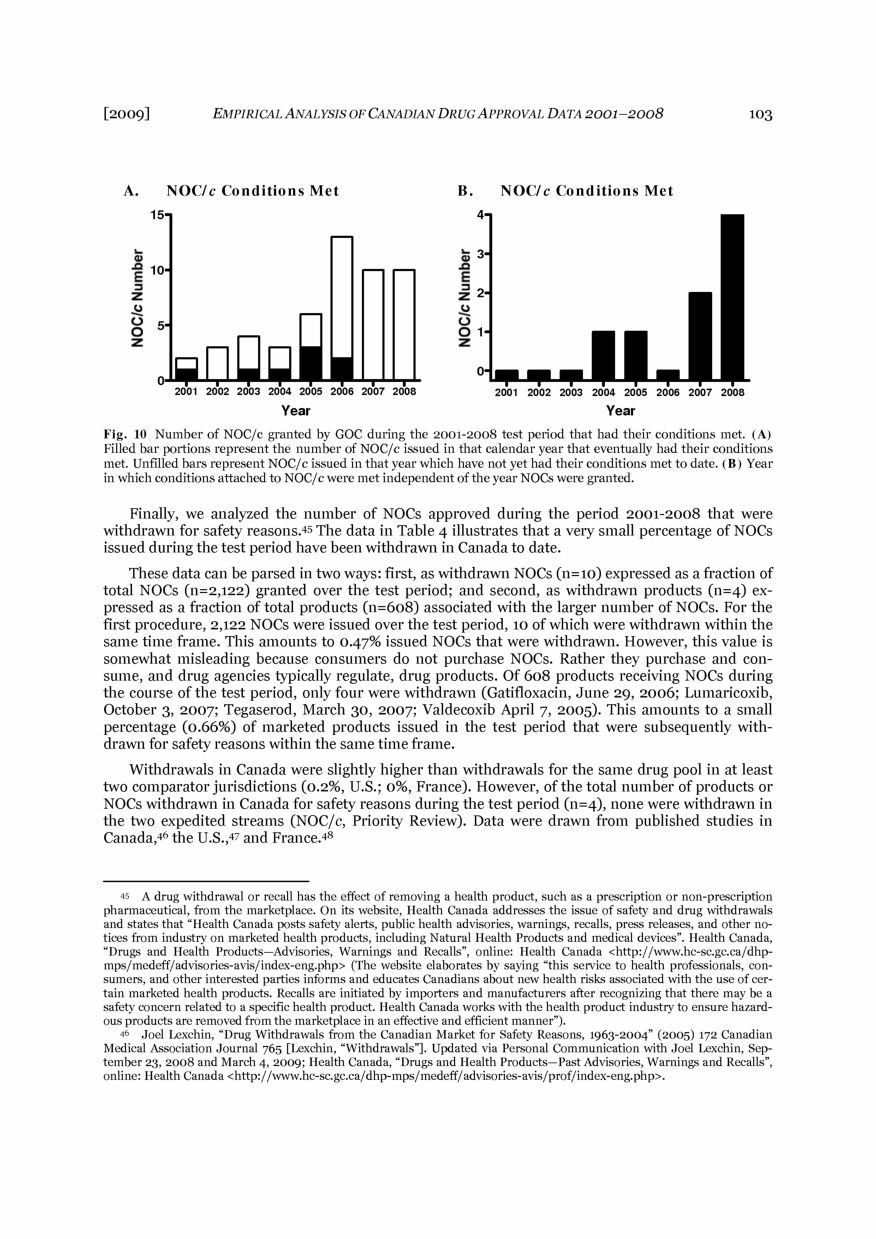 [2009] EMPIRICAL ANALYSIS OF CANADIAN DRUG APPROVAL DATA 2001–2008 103
A. NOC/c Conditions Met
15
10
5
0
NOC/c Number
2001 2002 2003 2004 2005 2006 2007 2008
Year
B. NOC/c Conditions Met
4
3
2
1
0
NOC/c Number
2001 2002 2003 2004 2005 2006 2007 2008
Year
Fig. 10 Number of NOC/c granted by GOC during the 2001-2008 test period that had their conditions met. (A)
Filled bar portions represent the number of NOC/c issued in that calendar year that eventually had their conditions
met. Unfilled bars represent NOC/c issued in that year which have not yet had their conditions met to date. (B) Year
in which conditions attached to NOC/c were met independent of the year NOCs were granted.
Finally, we analyzed the number of NOCs approved during the period 2001-2008 that were
withdrawn for safety reasons.45 The data in Table 4 illustrates that a very small percentage of NOCs
issued during the test period have been withdrawn in Canada to date.
These data can be parsed in two ways: first, as withdrawn NOCs (n=10) expressed as a fraction of
total NOCs (n=2,122) granted over the test period; and second, as withdrawn products (n=4) ex-
pressed as a fraction of total products (n=608) associated with the larger number of NOCs. For the
first procedure, 2,122 NOCs were issued over the test period, 10 of which were withdrawn within the
same time frame. This amounts to 0.47% issued NOCs that were withdrawn. However, this value is
somewhat misleading because consumers do not purchase NOCs. Rather they purchase and con-
sume, and drug agencies typically regulate, drug products. Of 608 products receiving NOCs during
the course of the test period, only four were withdrawn (Gatifloxacin, June 29, 2006; Lumaricoxib,
October 3, 2007; Tegaserod, March 30, 2007; Valdecoxib April 7, 2005). This amounts to a small
percentage (0.66%) of marketed products issued in the test period that were subsequently with-
drawn for safety reasons within the same time frame.
Withdrawals in Canada were slightly higher than withdrawals for the same drug pool in at least
two comparator jurisdictions (0.2%, U.S.; 0%, France). However, of the total number of products or
NOCs withdrawn in Canada for safety reasons during the test period (n=4), none were withdrawn in
the two expedited streams (NOC/c, Priority Review). Data were drawn from published studies in
Canada,46 the U.S.,47 and France.48
45 A drug withdrawal or recall has the effect of removing a health product, such as a prescription or non-prescription
pharmaceutical, from the marketplace. On its website, Health Canada addresses the issue of safety and drug withdrawals
and states that “Health Canada posts safety alerts, public health advisories, warnings, recalls, press releases, and other no-
tices from industry on marketed health products, including Natural Health Products and medical devices”. Health Canada,
“Drugs and Health Products—Advisories, Warnings and Recalls”, online: Health Canada <http://www.hc-sc.gc.ca/dhp-
mps/medeff/advisories-avis/index-eng.php> (The website elaborates by saying “this service to health professionals, con-
sumers, and other interested parties informs and educates Canadians about new health risks associated with the use of cer-
tain marketed health products. Recalls are initiated by importers and manufacturers after recognizing that there may be a
safety concern related to a specific health product. Health Canada works with the health product industry to ensure hazard-
ous products are removed from the marketplace in an effective and efficient manner”).
46 Joel Lexchin, “Drug Withdrawals from the Canadian Market for Safety Reasons, 1963-2004” (2005) 172 Canadian
Medical Association Journal 765 [Lexchin, “Withdrawals”]. Updated via Personal Communication with Joel Lexchin, Sep-
tember 23, 2008 and March 4, 2009; Health Canada, “Drugs and Health Products—Past Advisories, Warnings and Recalls”,
online: Health Canada <http://www.hc-sc.gc.ca/dhp-mps/medeff/advisories-avis/prof/index-eng.php>.